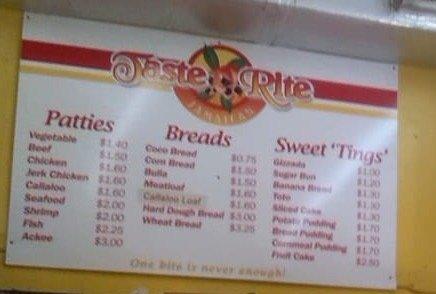 Taste Rite
JAMAICAN
Patties
Vegetable $1.40
Beef $1.50
Chicken $1.60
Jerk Chicken $1.60
Callaloo $1.60
Seafood $2.00
Shrimp $2.00
Fish $2.25
Ackee $3.00
Breads
Coco Bread $0.75
Corn Bread $1.50
Bulla $1.50
Meatloaf $1.60
Callaloo Loaf $1.60
Hard Dough Bread $3.00
Wheat Bread $3.25
Sweet 'Tings'
Gizzada $1.00
Sugar Bun $1.20
Banana Bread $1.30
Toto $1.30
Sliced Cake $1.30
Potato Pudding $1.70
Bread Pudding $1.70
Cornmeal Pudding $1.70
Fruit Cake $2.50
One bite is never enough!